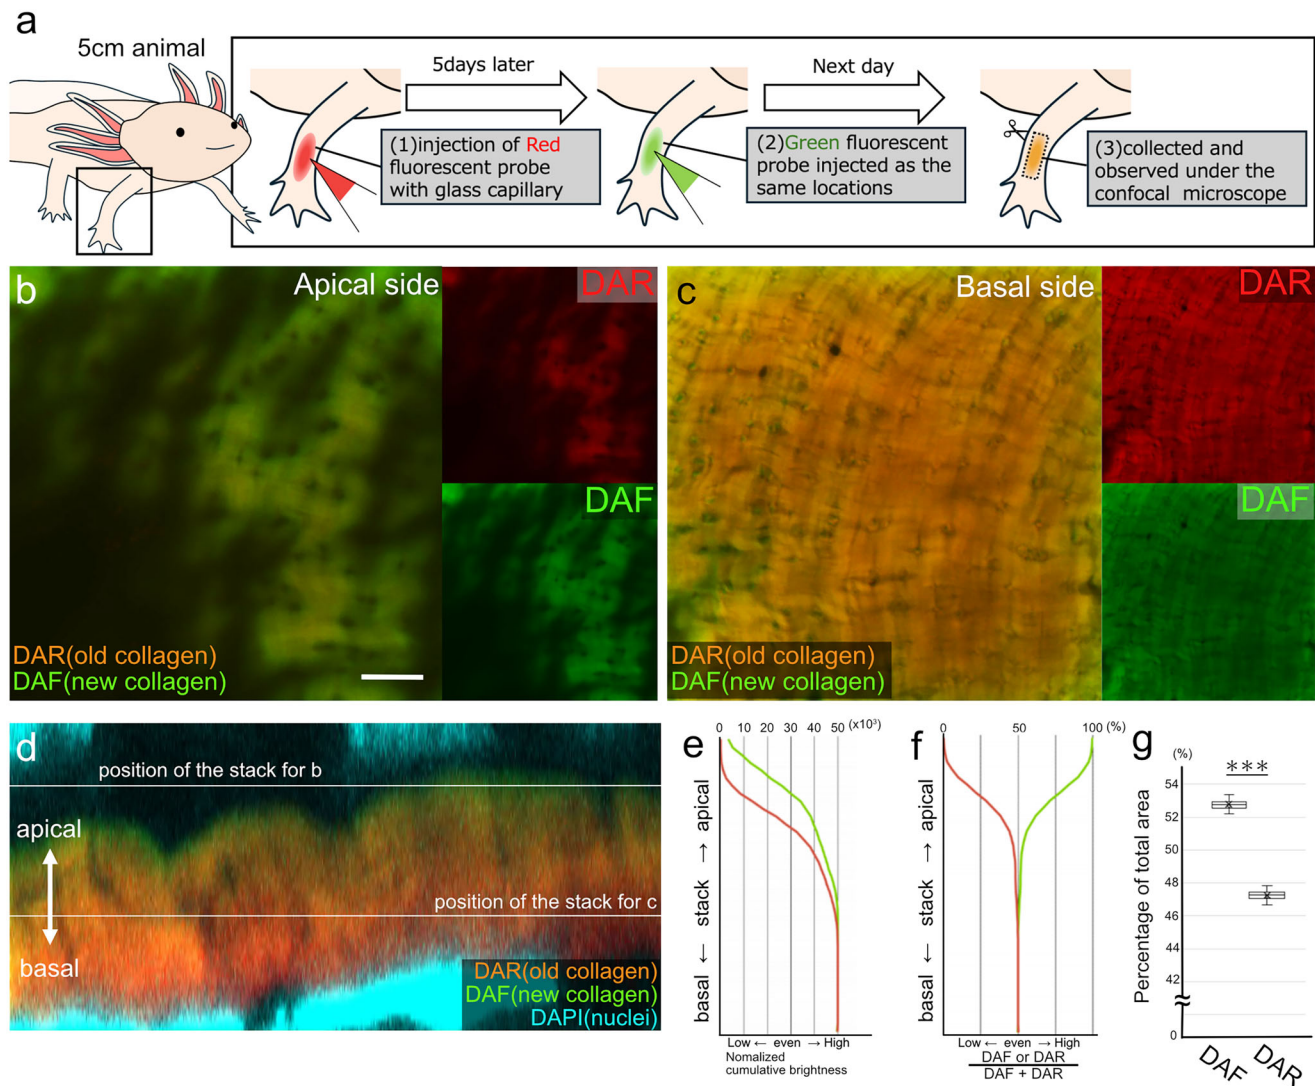 a
5cm animal
5days later
Next day
(1)injection of Red
fluorescent probe
with glass capillary
(2)Green fluorescent
probe injected as the
same locations
(3)collected and
observed under the
confocal microscope
b
Apical side
DAR
DAF
DAR(old collagen)
DAF(new collagen)
c
Basal side
DAR
DAF
DAR(old collagen)
DAF(new collagen)
d
position of the stack for b
apical
position of the stack for c
basal
DAR(old collagen)
DAF(new collagen)
DAPI(nuclei)
e
0 10 20 30 40 50 (x10³)
basal ← stack → apical
Low ← even → High
Nomalized
cumulative brightness
f
0 50 100 (%)
basal ← stack → apical
Low ← even → High
DAF or DAR
DAF + DAR
g
(%)
***
Percentage of total area
54
52
50
48
46
44
42
0
DAF
DAR